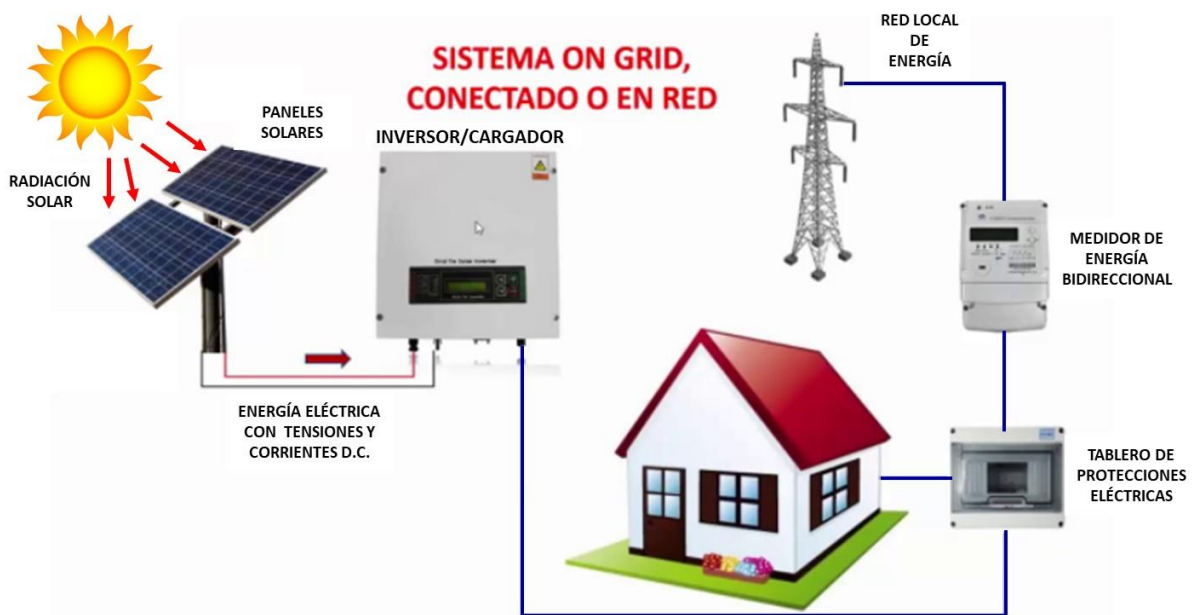 SISTEMA ON GRID,
CONECTADO O EN RED
RED LOCAL
DE
ENERGÍA
PANELES
SOLARES
INVERSOR/CARGADOR
RADIACIÓN
SOLAR
MEDIDOR DE
ENERGÍA
BIDIRECCIONAL
ENERGÍA ELÉCTRICA
CON TENSIONES Y
CORRIENTES D.C.
TABLERO DE
PROTECCIONES
ELÉCTRICAS